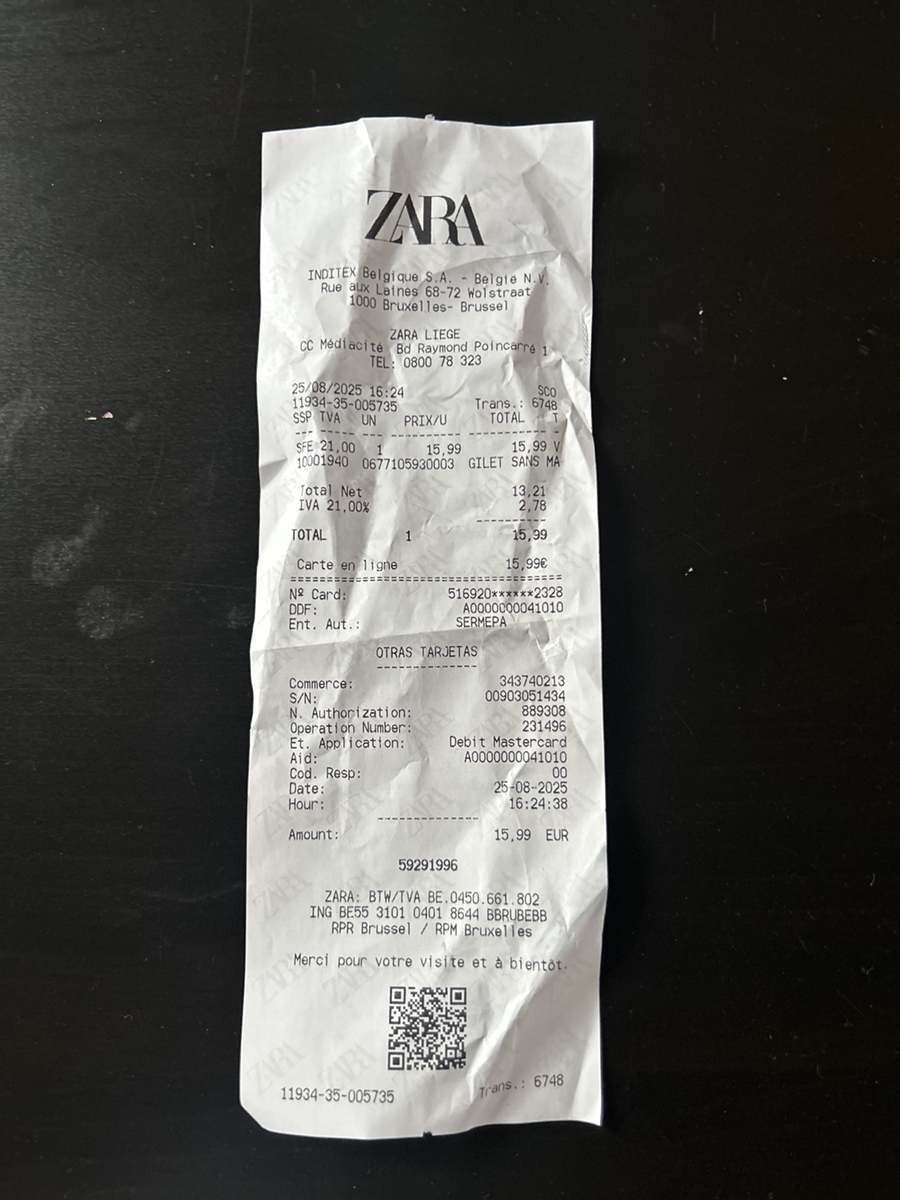 ZARA
INDITEX Belgique S.A. - België N.V.
Rue aux Laines 68-72 Wolstraat
1000 Bruxelles- Brussel
ZARA LIEGE
CC Médiacité Bd Raymond Poincarré 1
TEL: 0800 78 323
25/08/2025 16:24 SCO
11934-35-005735 Trans.: 6748
SSP TVA UN PRIX/U TOTAL T
--- ---- --- ---------- ---------- -
SFE 21,00 1 15,99 15,99 V
10001940 0677105930003 GILET SANS MA
Total Net 13,21
IVA 21,00% 2,78
-----------
TOTAL 1 15,99
Carte en ligne 15,99€
========================================
Nº Card: 516920******2328
DDF: A0000000041010
Ent. Aut.: SERMEPA
OTRAS TARJETAS
--------------
Commerce: 343740213
S/N: 00903051434
N. Authorization: 889308
Operation Number: 231496
Et. Application: Debit Mastercard
Aid: A0000000041010
Cod. Resp: 00
Date: 25-08-2025
Hour: 16:24:38
--------------
Amount: 15,99 EUR
59291996
ZARA: BTW/TVA BE.0450.661.802
ING BE55 3101 0401 8644 BBRUBEBB
RPR Brussel / RPM Bruxelles
Merci pour votre visite et à bientôt.
11934-35-005735 Trans.: 6748